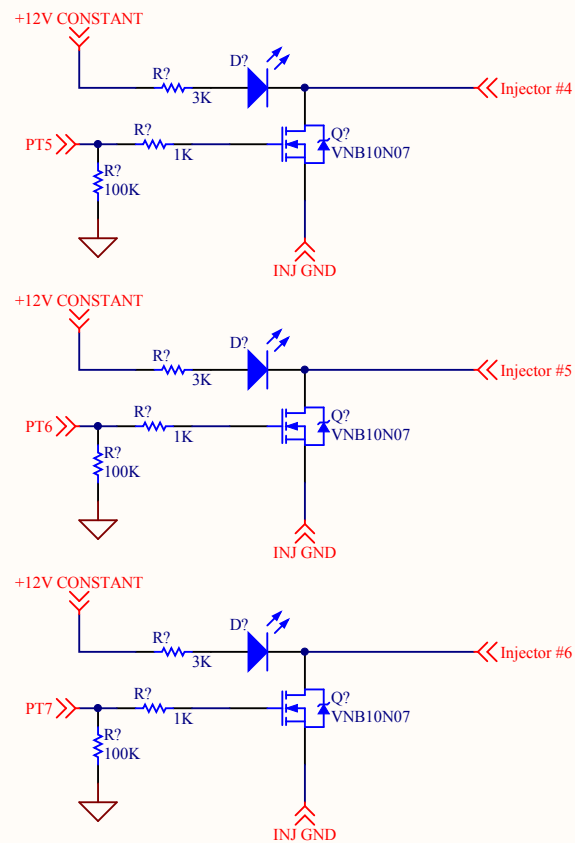 +12V CONSTANT
R?
3K
D?
Injector #4
PT5
R?
1K
R?
100K
Q?
VNB10N07
INJ GND
+12V CONSTANT
R?
3K
D?
Injector #5
PT6
R?
1K
R?
100K
Q?
VNB10N07
INJ GND
+12V CONSTANT
R?
3K
D?
Injector #6
PT7
R?
1K
R?
100K
Q?
VNB10N07
INJ GND